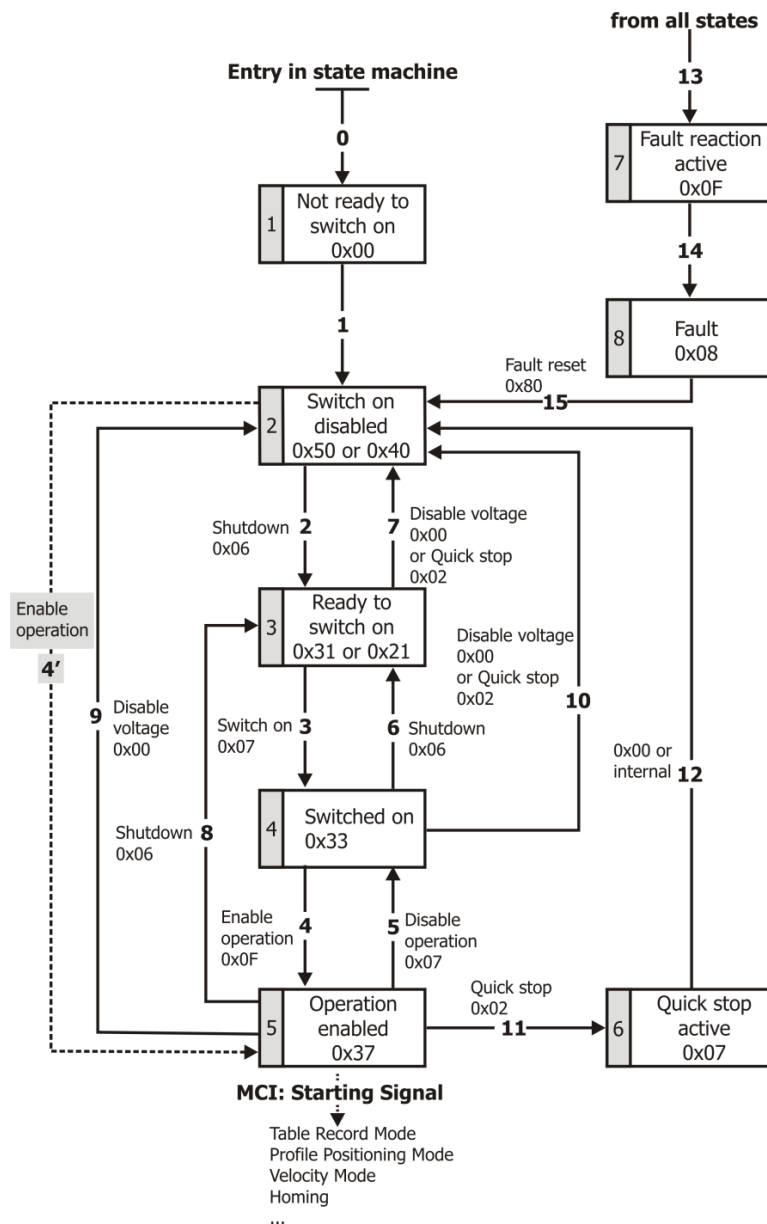 from all states
Entry in state machine
13
0
7
Fault reaction
active
0x0F
1
Not ready to
switch on
0x00
14
1
8
Fault
0x08
Fault reset
0x80
15
2
Switch on
disabled
0x50 or 0x40
Shutdown
0x06
2
7
Disable voltage
0x00
or Quick stop
0x02
Enable
operation
4’
3
Ready to
switch on
0x31 or 0x21
Disable voltage
0x00
or Quick stop
0x02
10
9
Disable
voltage
0x00
Switch on
0x07
3
6
Shutdown
0x06
0x00 or
internal
12
Shutdown
0x06
8
4
Switched on
0x33
Enable
operation
0x0F
4
5
Disable
operation
0x07
Quick stop
0x02
11
5
Operation
enabled
0x37
6
Quick stop
active
0x07
MCI: Starting Signal
Table Record Mode
Profile Positioning Mode
Velocity Mode
Homing
...